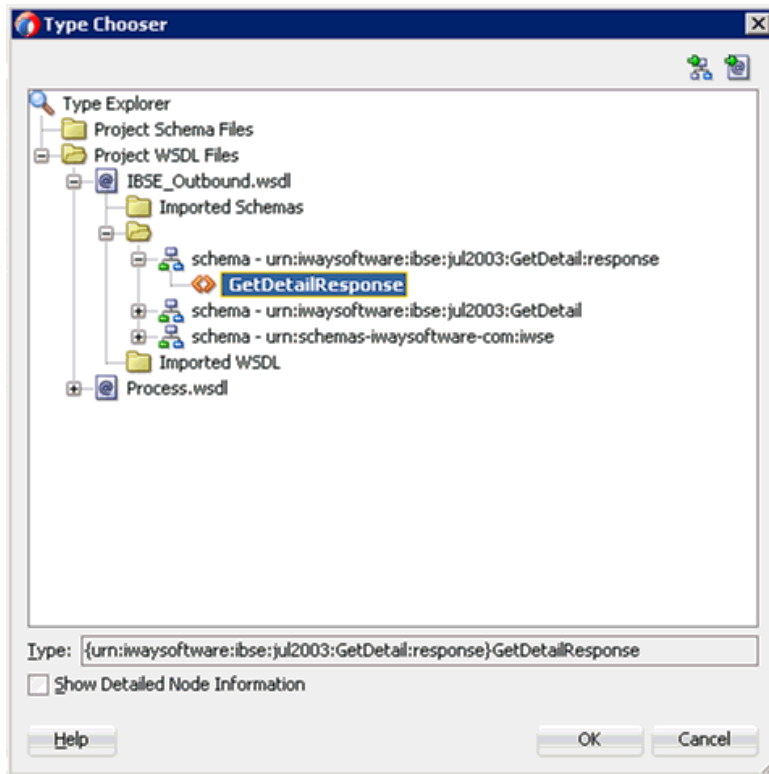 Type Chooser
Type Explorer
Project Schema Files
Project WSDL Files
IBSE_Outbound.wsdl
Imported Schemas
schema - urn:iwaysoftware:ibse:jul2003:GetDetail:response
GetDetailResponse
schema - urn:iwaysoftware:ibse:jul2003:GetDetail
schema - urn:schemas-iwaysoftware-com:iwse
Imported WSDL
Process.wsdl
Type: {urn:iwaysoftware:ibse:jul2003:GetDetail:response}GetDetailResponse
Show Detailed Node Information
Help OK Cancel